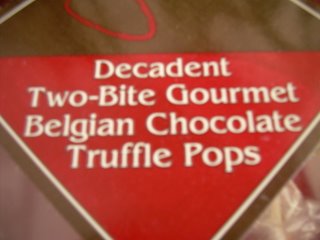 Decadent
Two-Bite Gourmet
Belgian Chocolate
Truffle Pops